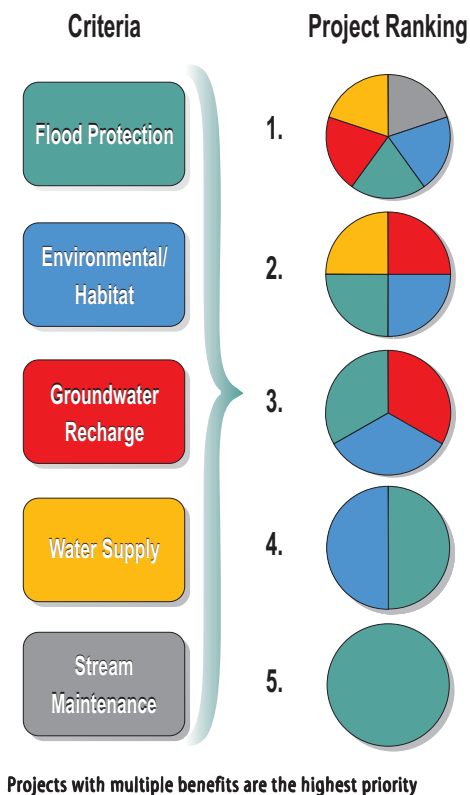 Criteria
Project Ranking
Flood Protection
Environmental/
Habitat
Groundwater
Recharge
Water Supply
Stream
Maintenance
1.
2.
3.
4.
5.
Projects with multiple benefits are the highest priority